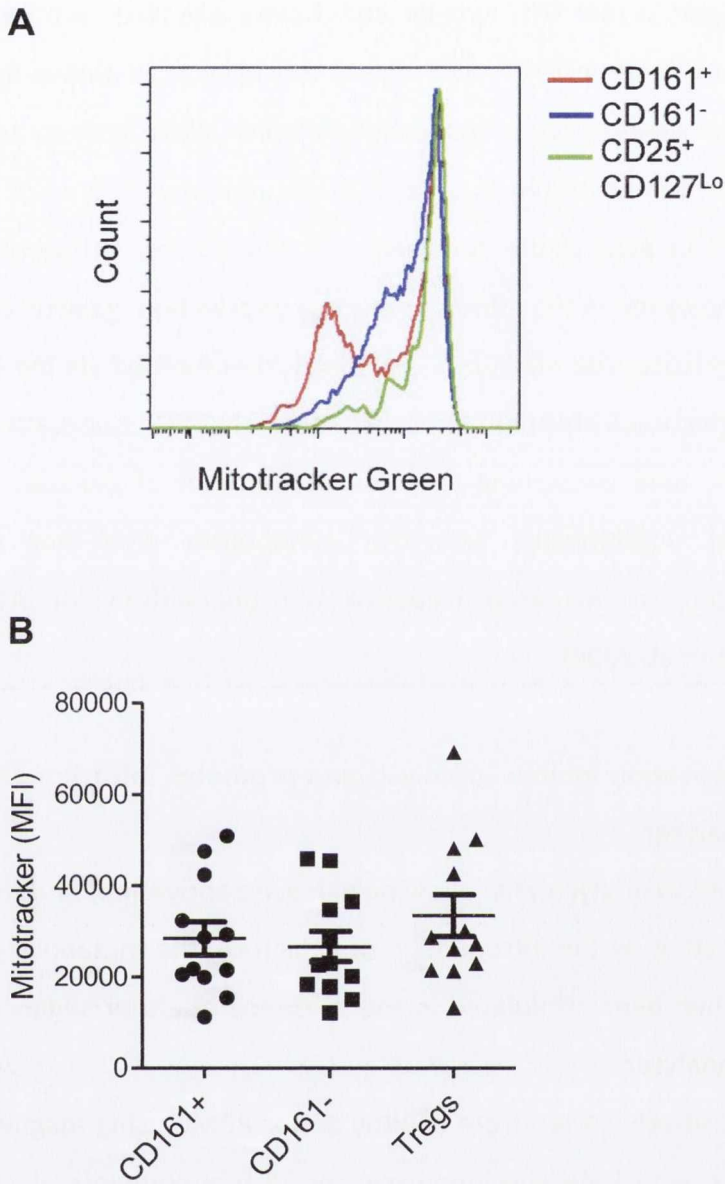 A
CD161⁺
CD161⁻
CD25⁺
CD127ᴸᵒ
Count
Mitotracker Green
B
80000
60000
40000
20000
0
Mitotracker (MFI)
CD161+
CD161-
Tregs